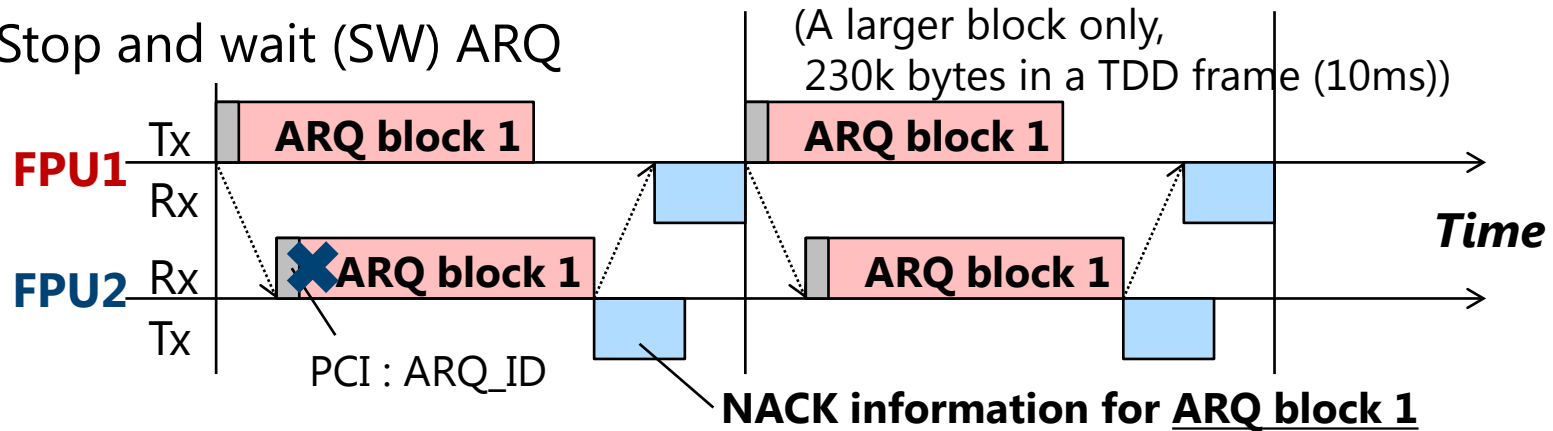 Stop and wait (SW) ARQ
(A larger block only,
230k bytes in a TDD frame (10ms))
Tx
ARQ block 1
ARQ block 1
FPU1
Rx
Time
Rx
ARQ block 1
ARQ block 1
FPU2
Tx
PCI : ARQ_ID
NACK information for ARQ block 1